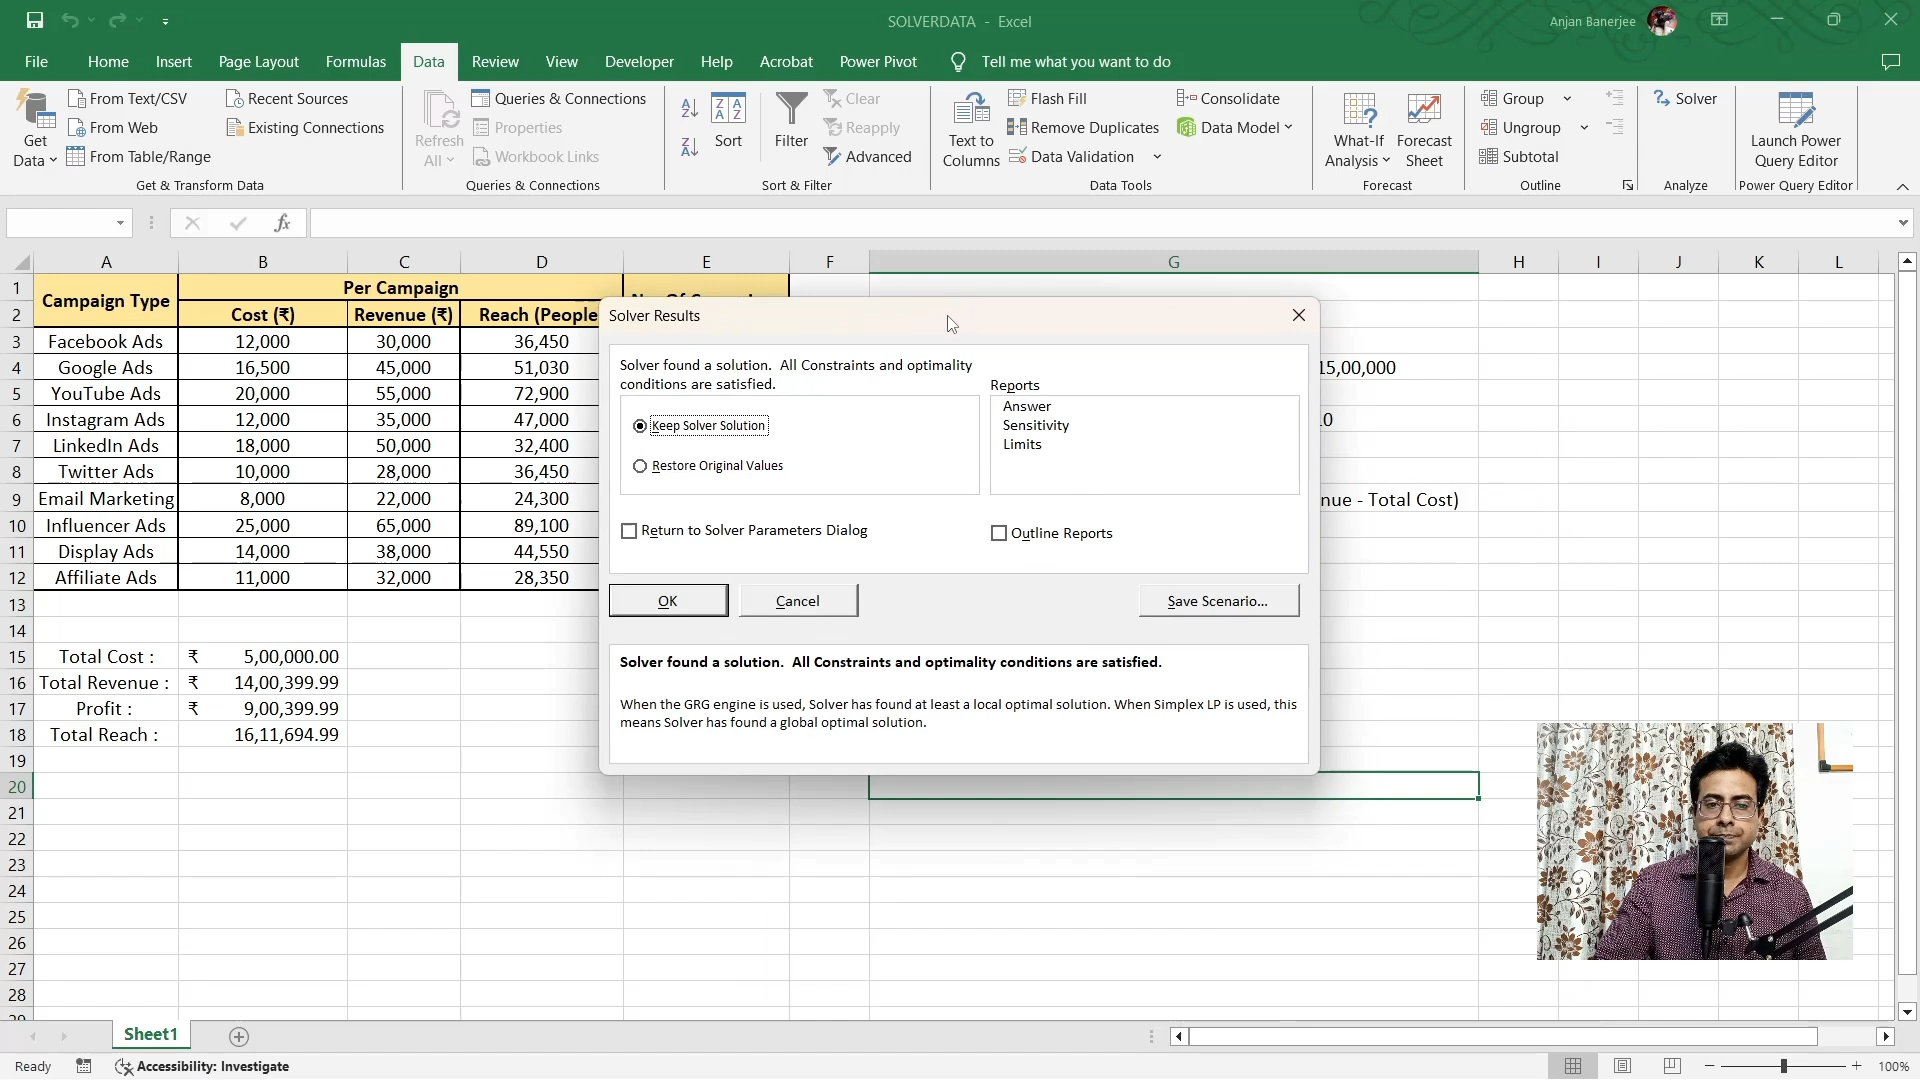 SOLVERDATA - Excel
Anjan Banerjee
File Home Insert Page Layout Formulas Data Review View Developer Help Acrobat Power Pivot Tell me what you want to do
From Text/CSV Recent Sources Queries & Connections Clear Flash Fill Consolidate Group Solver
From Web Existing Connections Properties Reapply Remove Duplicates Data Model Ungroup
From Table/Range Workbook Links Advanced Data Validation Subtotal
Get Data
Refresh All
Sort
Filter
Text to Columns
What-If Analysis
Forecast Sheet
Launch Power Query Editor
Get & Transform Data Queries & Connections Sort & Filter Data Tools Forecast Outline Analyze Power Query Editor
fx
A B C D E F G H I J K L
1 Campaign Type Per Campaign
2 Cost (₹) Revenue (₹) Reach (People
3 Facebook Ads 12,000 30,000 36,450
4 Google Ads 16,500 45,000 51,030 15,00,000
5 YouTube Ads 20,000 55,000 72,900
6 Instagram Ads 12,000 35,000 47,000 10
7 LinkedIn Ads 18,000 50,000 32,400
8 Twitter Ads 10,000 28,000 36,450
9 Email Marketing 8,000 22,000 24,300 nue - Total Cost)
10 Influencer Ads 25,000 65,000 89,100
11 Display Ads 14,000 38,000 44,550
12 Affiliate Ads 11,000 32,000 28,350
13
14
15 Total Cost : ₹ 5,00,000.00
16 Total Revenue : ₹ 14,00,399.99
17 Profit : ₹ 9,00,399.99
18 Total Reach : 16,11,694.99
19
20
21
22
23
24
25
26
27
28
29
Solver Results
Solver found a solution. All Constraints and optimality
conditions are satisfied.
Reports
Answer
Sensitivity
Limits
Keep Solver Solution
Restore Original Values
Return to Solver Parameters Dialog
Outline Reports
OK Cancel Save Scenario...
Solver found a solution. All Constraints and optimality conditions are satisfied.
When the GRG engine is used, Solver has found at least a local optimal solution. When Simplex LP is used, this
means Solver has found a global optimal solution.
Sheet1
Ready Accessibility: Investigate 100%